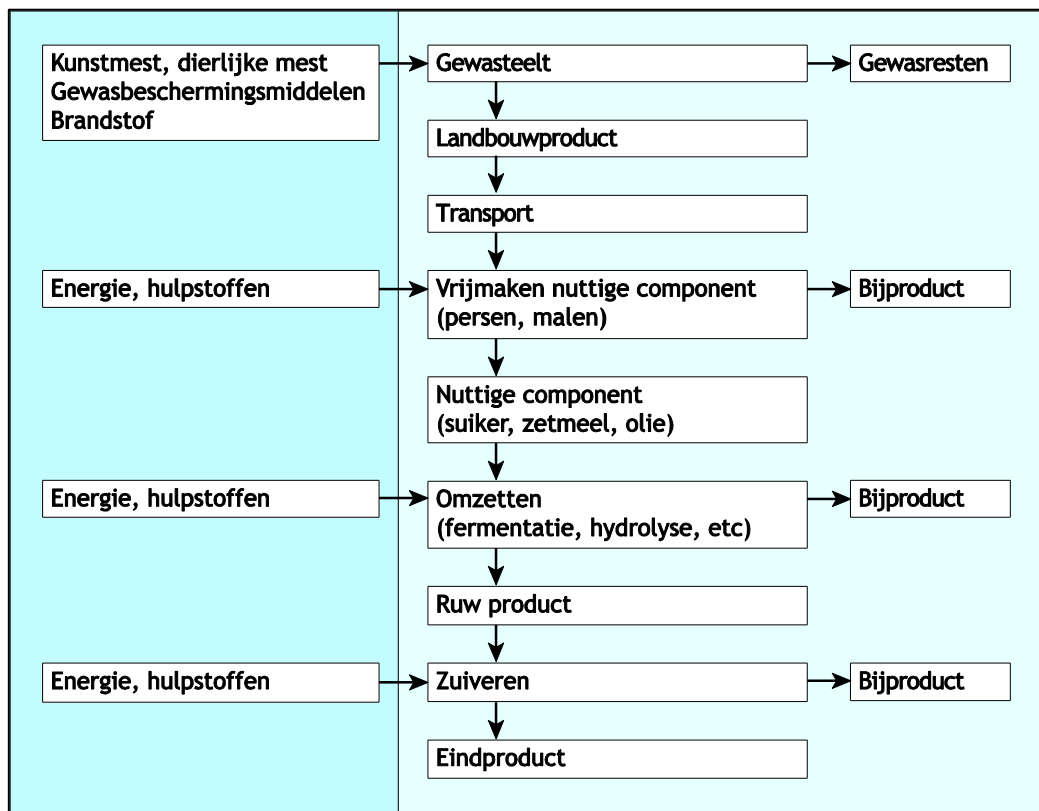 Kunstmest, dierlijke mest
Gewasbeschermingsmiddelen
Brandstof
Gewasteelt
Gewasresten
Landbouwproduct
Transport
Energie, hulpstoffen
Vrijmaken nuttige component
(persen, malen)
Bijproduct
Nuttige component
(suiker, zetmeel, olie)
Energie, hulpstoffen
Omzetten
(fermentatie, hydrolyse, etc)
Bijproduct
Ruw product
Energie, hulpstoffen
Zuiveren
Bijproduct
Eindproduct